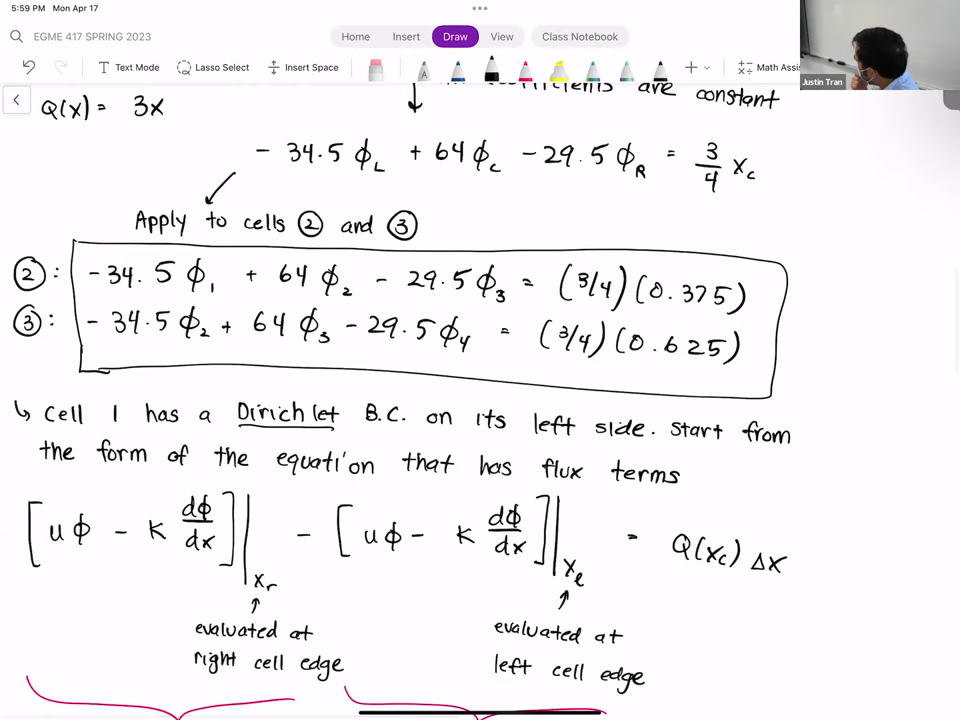 5:59 PM Mon Apr 17
EGME 417 SPRING 2023
Home Insert Draw View Class Notebook
Text Mode Lasso Select Insert Space Math Assis
Justin Tran
coefficients are constant
Q(x) = 3x
- 34.5 ϕL + 64 ϕc - 29.5 ϕR = 3/4 xc
Apply to cells ② and ③
②: - 34.5 ϕ1 + 64 ϕ2 - 29.5 ϕ3 = (3/4)(0.375)
③: - 34.5 ϕ2 + 64 ϕ3 - 29.5 ϕ4 = (3/4)(0.625)
↳ Cell 1 has a Dirichlet B.C. on its left side. Start from
the form of the equation that has flux terms
[uϕ - K dϕ/dx]|xr - [uϕ - K dϕ/dx]|xl = Q(xc) Δx
evaluated at
right cell edge
evaluated at
left cell edge